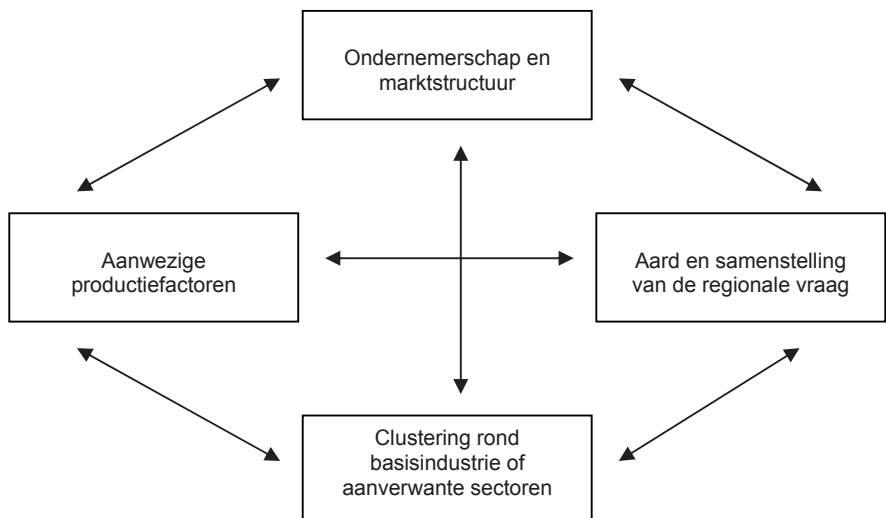 Ondernemerschap en
marktstructuur
Aanwezige
productiefactoren
Aard en samenstelling
van de regionale vraag
Clustering rond
basisindustrie of
aanverwante sectoren